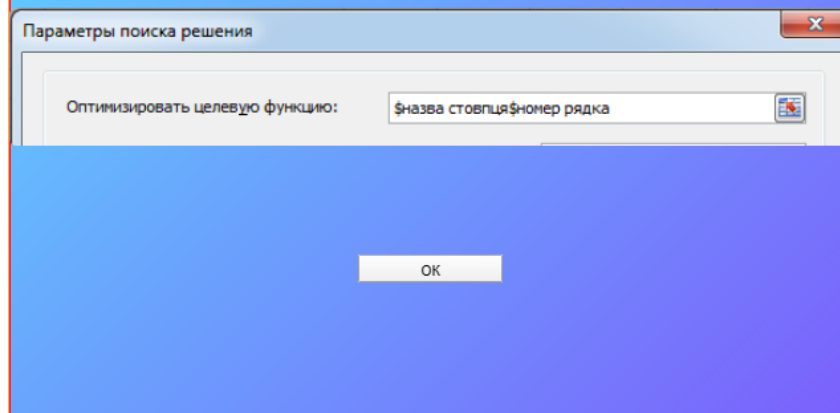 Параметры поиска решения
Оптимизировать целевую функцию: $назва стовпця$номер рядка
ОК